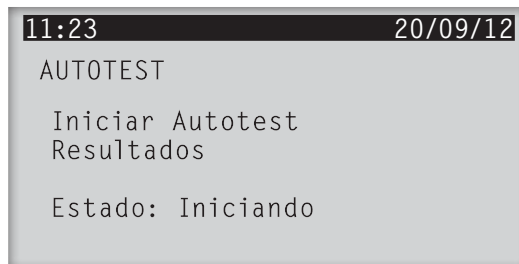 11:23 20/09/12
AUTOTEST
Iniciar Autotest
Resultados
Estado: Iniciando